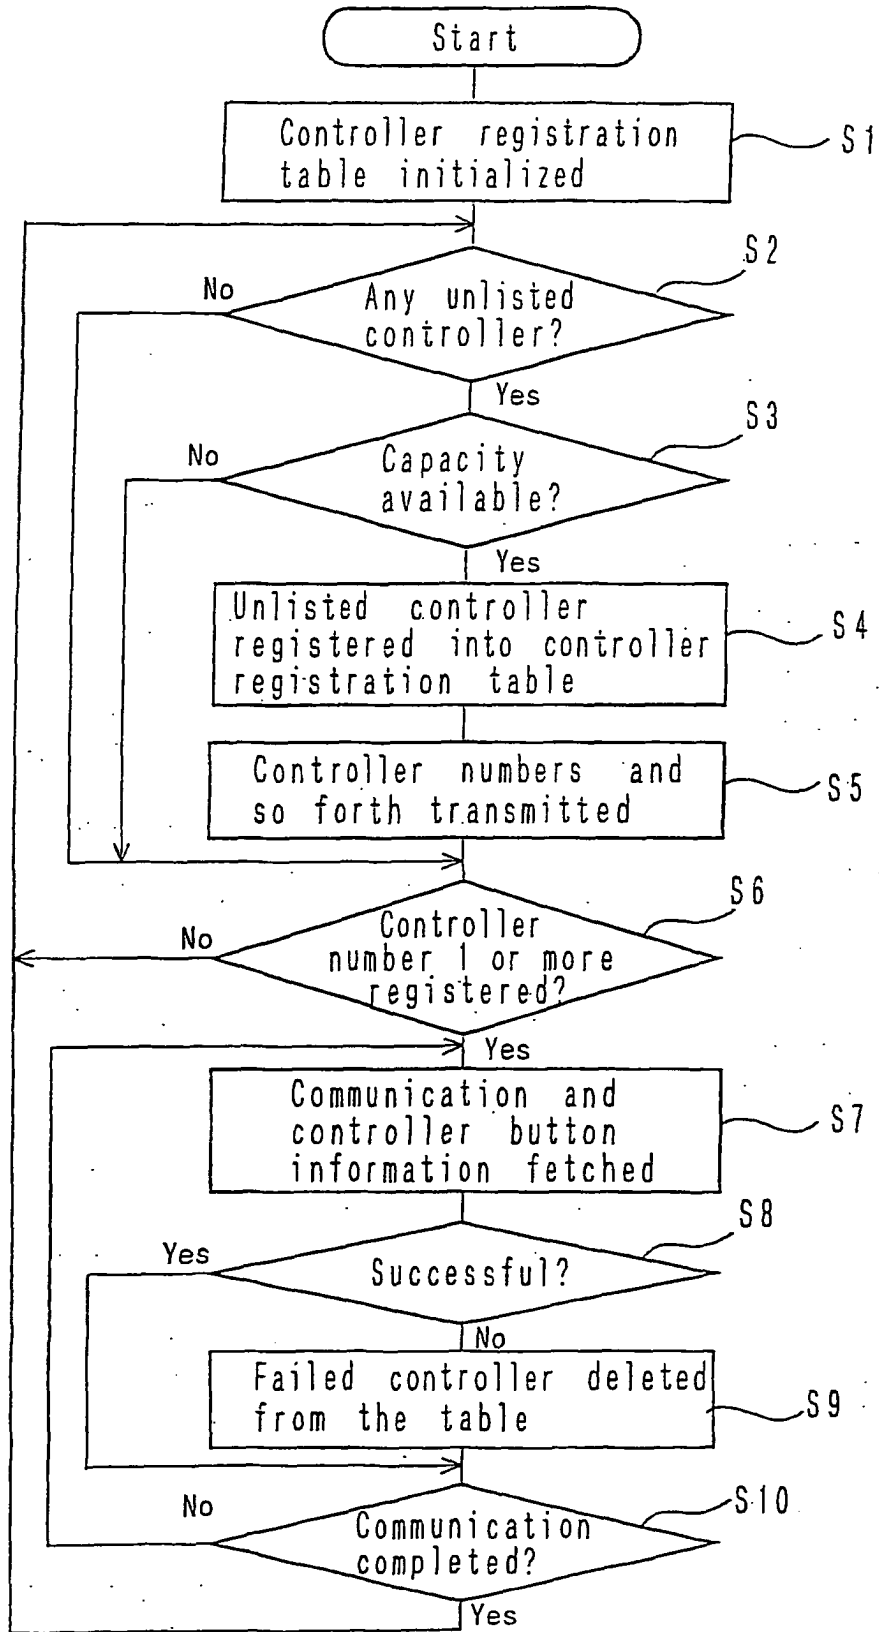 Start
Controller registration
table initialized
S1
S2
No
Any unlisted
controller?
Yes
S3
No
Capacity
available?
Yes
Unlisted controller
registered into controller
registration table
S4
Controller numbers and
so forth transmitted
S5
S6
No
Controller
number 1 or more
registered?
Yes
Communication and
controller button
information fetched
S7
S8
Yes
Successful?
No
Failed controller deleted
from the table
S9
S10
No
Communication
completed?
Yes